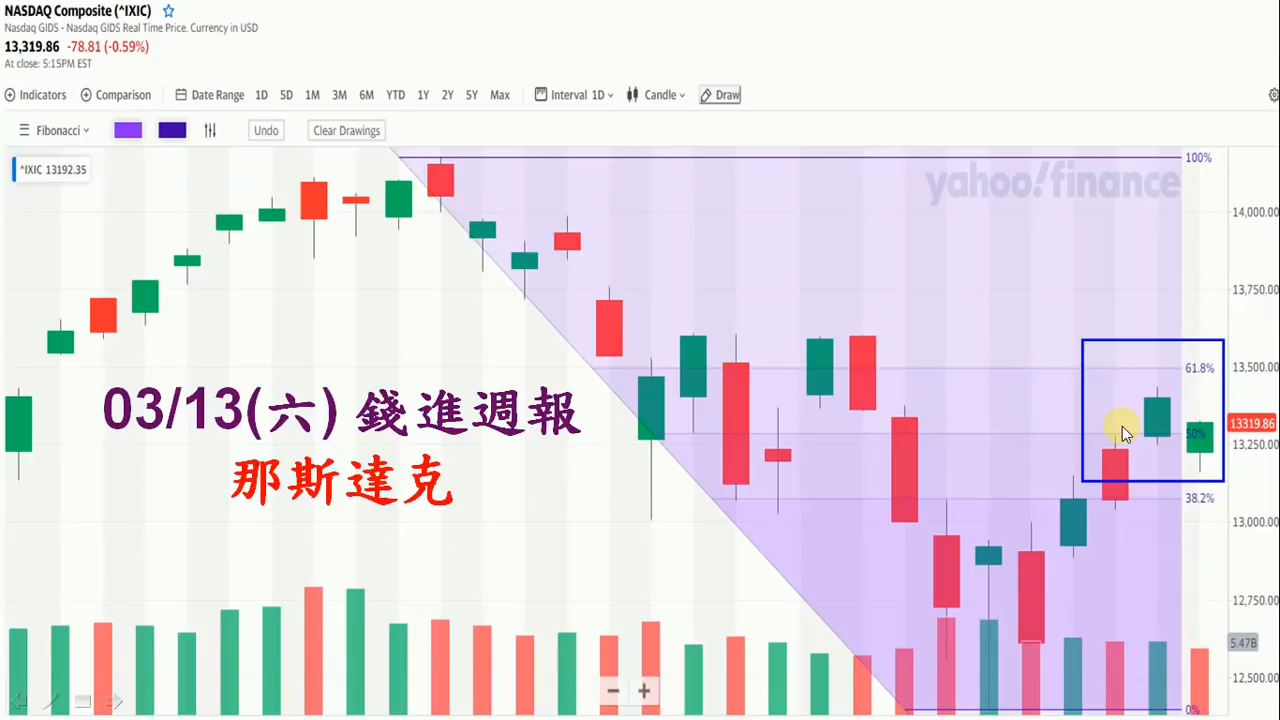 NASDAQ Composite (^IXIC)
Nasdaq GIDS - Nasdaq GIDS Real Time Price. Currency in USD
13,319.86 -78.81 (-0.59%)
At close: 5:15PM EST
Indicators Comparison Date Range 1D 5D 1M 3M 6M YTD 1Y 2Y 5Y Max Interval 1D Candle Draw
Fibonacci Undo Clear Drawings
^IXIC 13192.35
yahoo!finance
100%
14,000.00
13,750.00
13,500.00
61.8%
03/13(六) 錢進週報
13319.86
50%
13,250.00
那斯達克
38.2%
13,000.00
12,750.00
5.47B
12,500.00
0%